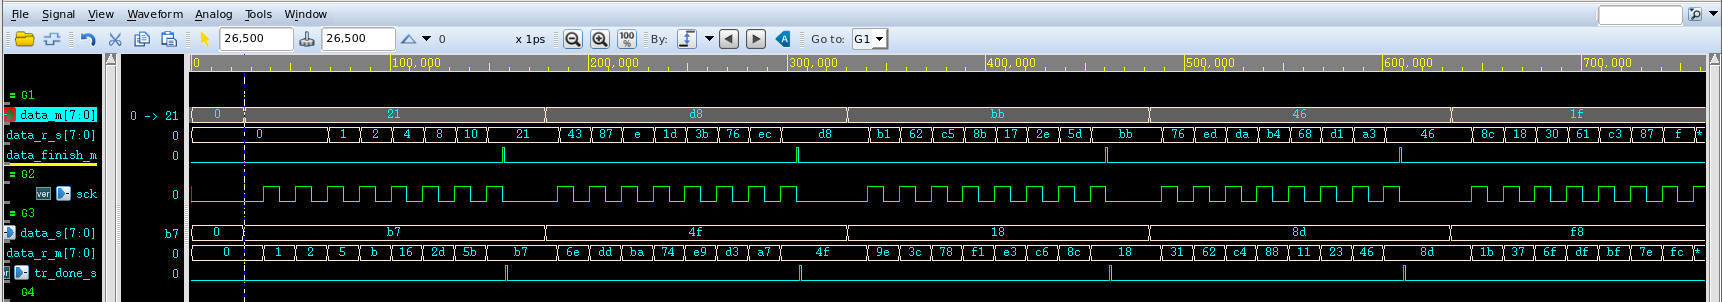 File Signal View Waveform Analog Tools Window
26,500 26,500 0 x 1ps 100% By: Go to: G1
0 100,000 200,000 300,000 400,000 500,000 600,000 700,000
= G1
data_m[7:0] 0 -> 21 0 21 d8 bb 46 1f
data_r_s[7:0] 0 0 1 2 4 8 10 21 43 87 e 1d 3b 76 ec d8 b1 62 c5 8b 17 2e 5d bb 76 ed da b4 68 d1 a3 46 8c 18 30 61 c3 87 f *
data_finish_m 0
= G2
ver sck 0
= G3
data_s[7:0] b7 0 b7 4f 18 8d f8
data_r_m[7:0] 0 0 1 2 5 b 16 2d 5b b7 6e dd ba 74 e9 d3 a7 4f 9e 3c 78 f1 e3 c6 8c 18 31 62 c4 88 11 23 46 8d 1b 37 6f df bf 7e fc *
tr_done_s 0
G4